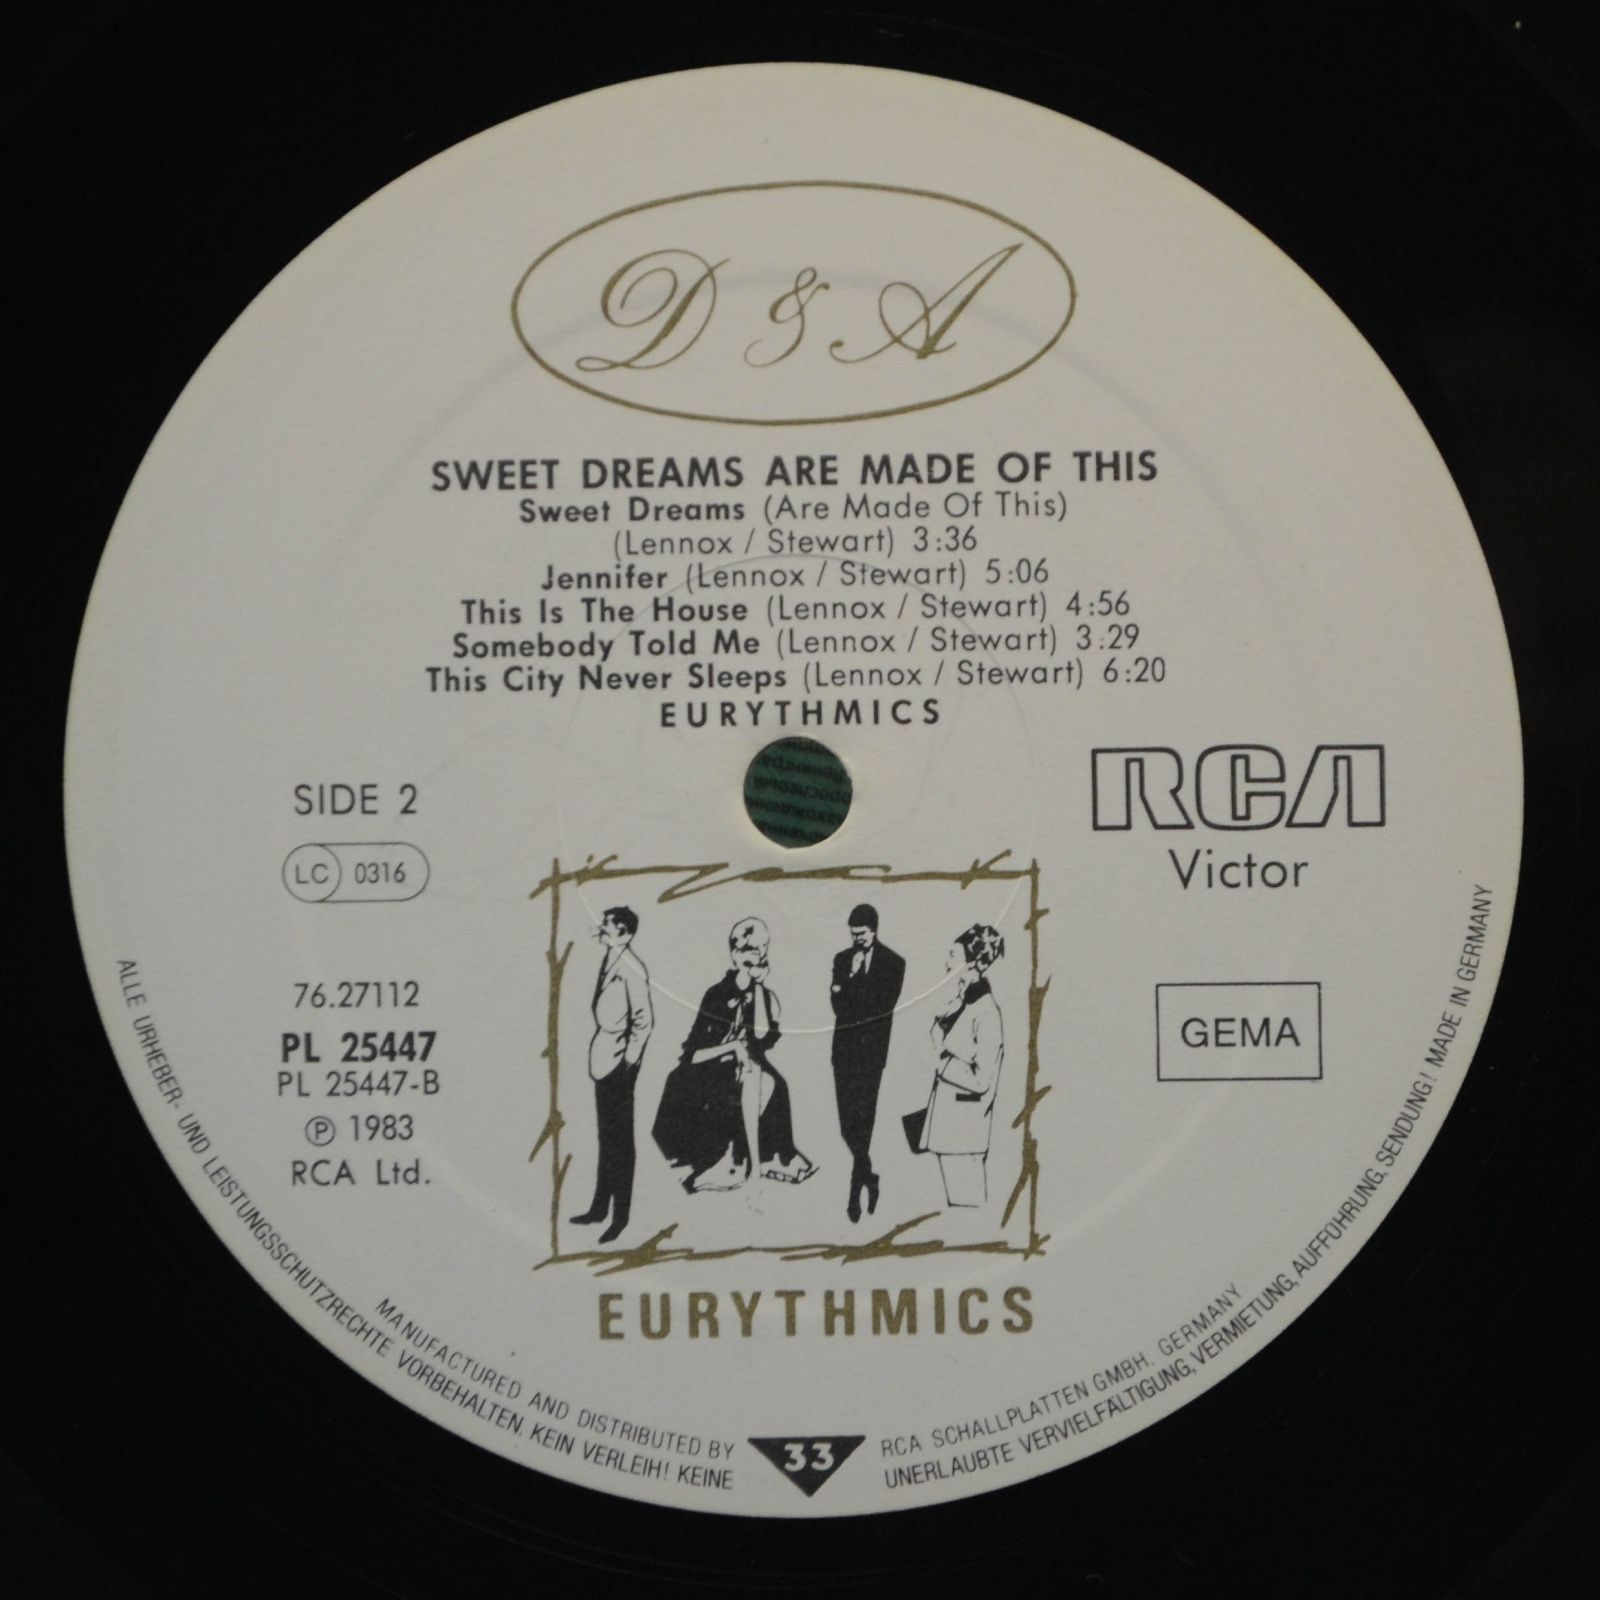 D & A
SWEET DREAMS ARE MADE OF THIS
Sweet Dreams (Are Made Of This)
(Lennox / Stewart) 3:36
Jennifer (Lennox / Stewart) 5:06
This Is The House (Lennox / Stewart) 4:56
Somebody Told Me (Lennox / Stewart) 3:29
This City Never Sleeps (Lennox / Stewart) 6:20
EURYTHMICS
SIDE 2
LC 0316
RCA
Victor
76.27112
PL 25447
PL 25447-B
℗ 1983
RCA Ltd.
GEMA
EURYTHMICS
MANUFACTURED AND DISTRIBUTED BY 33 RCA SCHALLPLATTEN GMBH. GERMANY
ALLE URHEBER- UND LEISTUNGSSCHUTZRECHTE VORBEHALTEN. KEIN VERLEIH! KEINE UNERLAUBTE VERVIELFÄLTIGUNG, VERMIETUNG, AUFFÜHRUNG, SENDUNG! MADE IN GERMANY